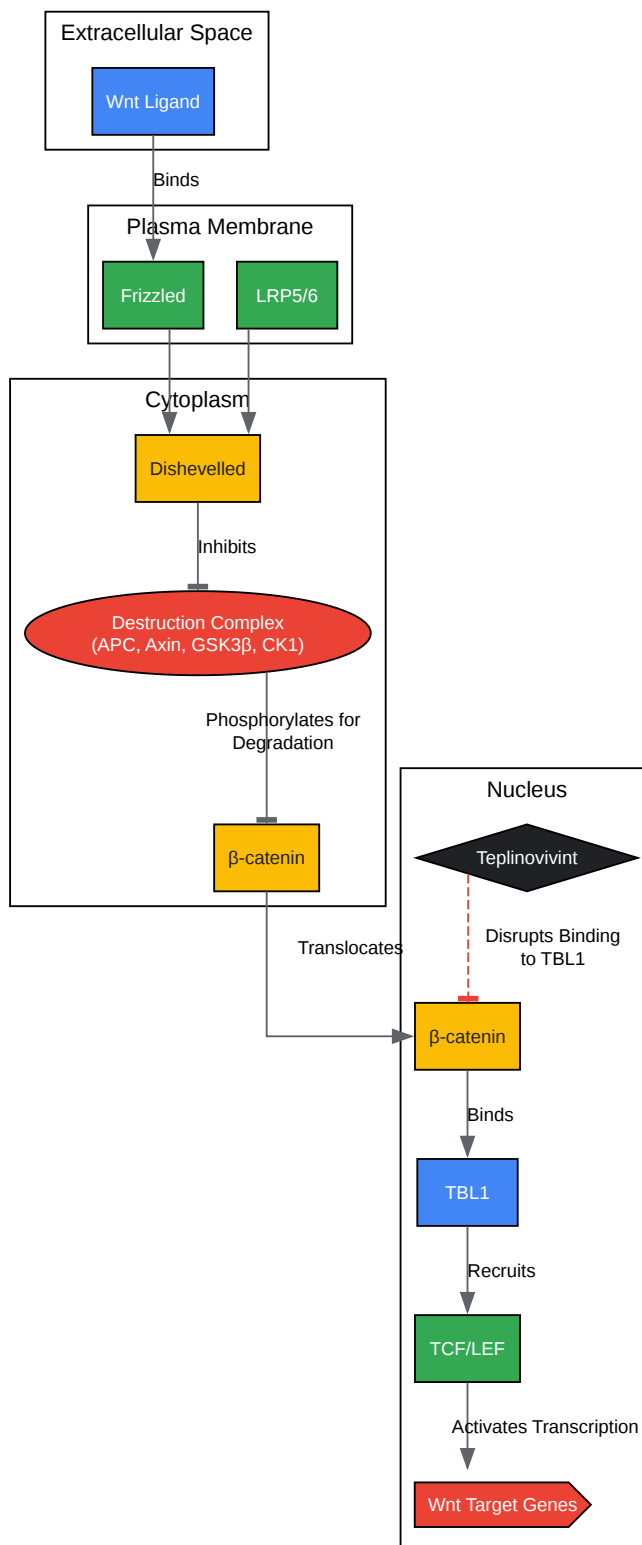 Extracellular Space
Wnt Ligand
Binds
Plasma Membrane
Frizzled
LRP5/6
Cytoplasm
Dishevelled
Inhibits
Destruction Complex
(APC, Axin, GSK3β, CK1)
Phosphorylates for
Degradation
β-catenin
Translocates
Nucleus
Teplinovivint
Disrupts Binding
to TBL1
β-catenin
Binds
TBL1
Recruits
TCF/LEF
Activates Transcription
Wnt Target Genes